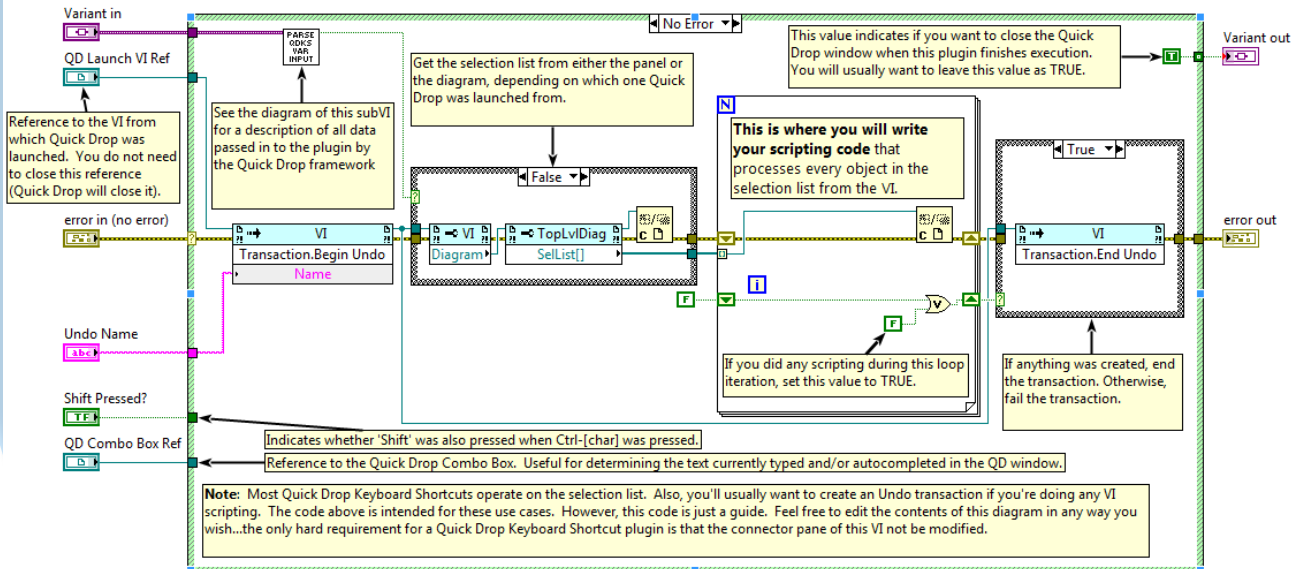 Variant in
No Error
PARSE
QDKS
VAR
INPUT
This value indicates if you want to close the Quick
Drop window when this plugin finishes execution.
You will usually want to leave this value as TRUE.
T
Variant out
QD Launch VI Ref
Get the selection list from either the panel or
the diagram, depending on which one Quick
Drop was launched from.
Reference to the VI from
which Quick Drop was
launched. You do not need
to close this reference
(Quick Drop will close it).
See the diagram of this subVI
for a description of all data
passed in to the plugin by
the Quick Drop framework
N
This is where you will write
your scripting code that
processes every object in the
selection list from the VI.
False
True
error in (no error)
error out
VI
Transaction.Begin Undo
Name
VI
Diagram
TopLvlDiag
SelList[]
C
C
VI
Transaction.End Undo
i
F
V
F
Undo Name
abc
If you did any scripting during this loop
iteration, set this value to TRUE.
If anything was created, end
the transaction. Otherwise,
fail the transaction.
Shift Pressed?
TF
Indicates whether 'Shift' was also pressed when Ctrl-[char] was pressed.
QD Combo Box Ref
Reference to the Quick Drop Combo Box. Useful for determining the text currently typed and/or autocompleted in the QD window.
Note: Most Quick Drop Keyboard Shortcuts operate on the selection list. Also, you'll usually want to create an Undo transaction if you're doing any VI
scripting. The code above is intended for these use cases. However, this code is just a guide. Feel free to edit the contents of this diagram in any way you
wish...the only hard requirement for a Quick Drop Keyboard Shortcut plugin is that the connector pane of this VI not be modified.